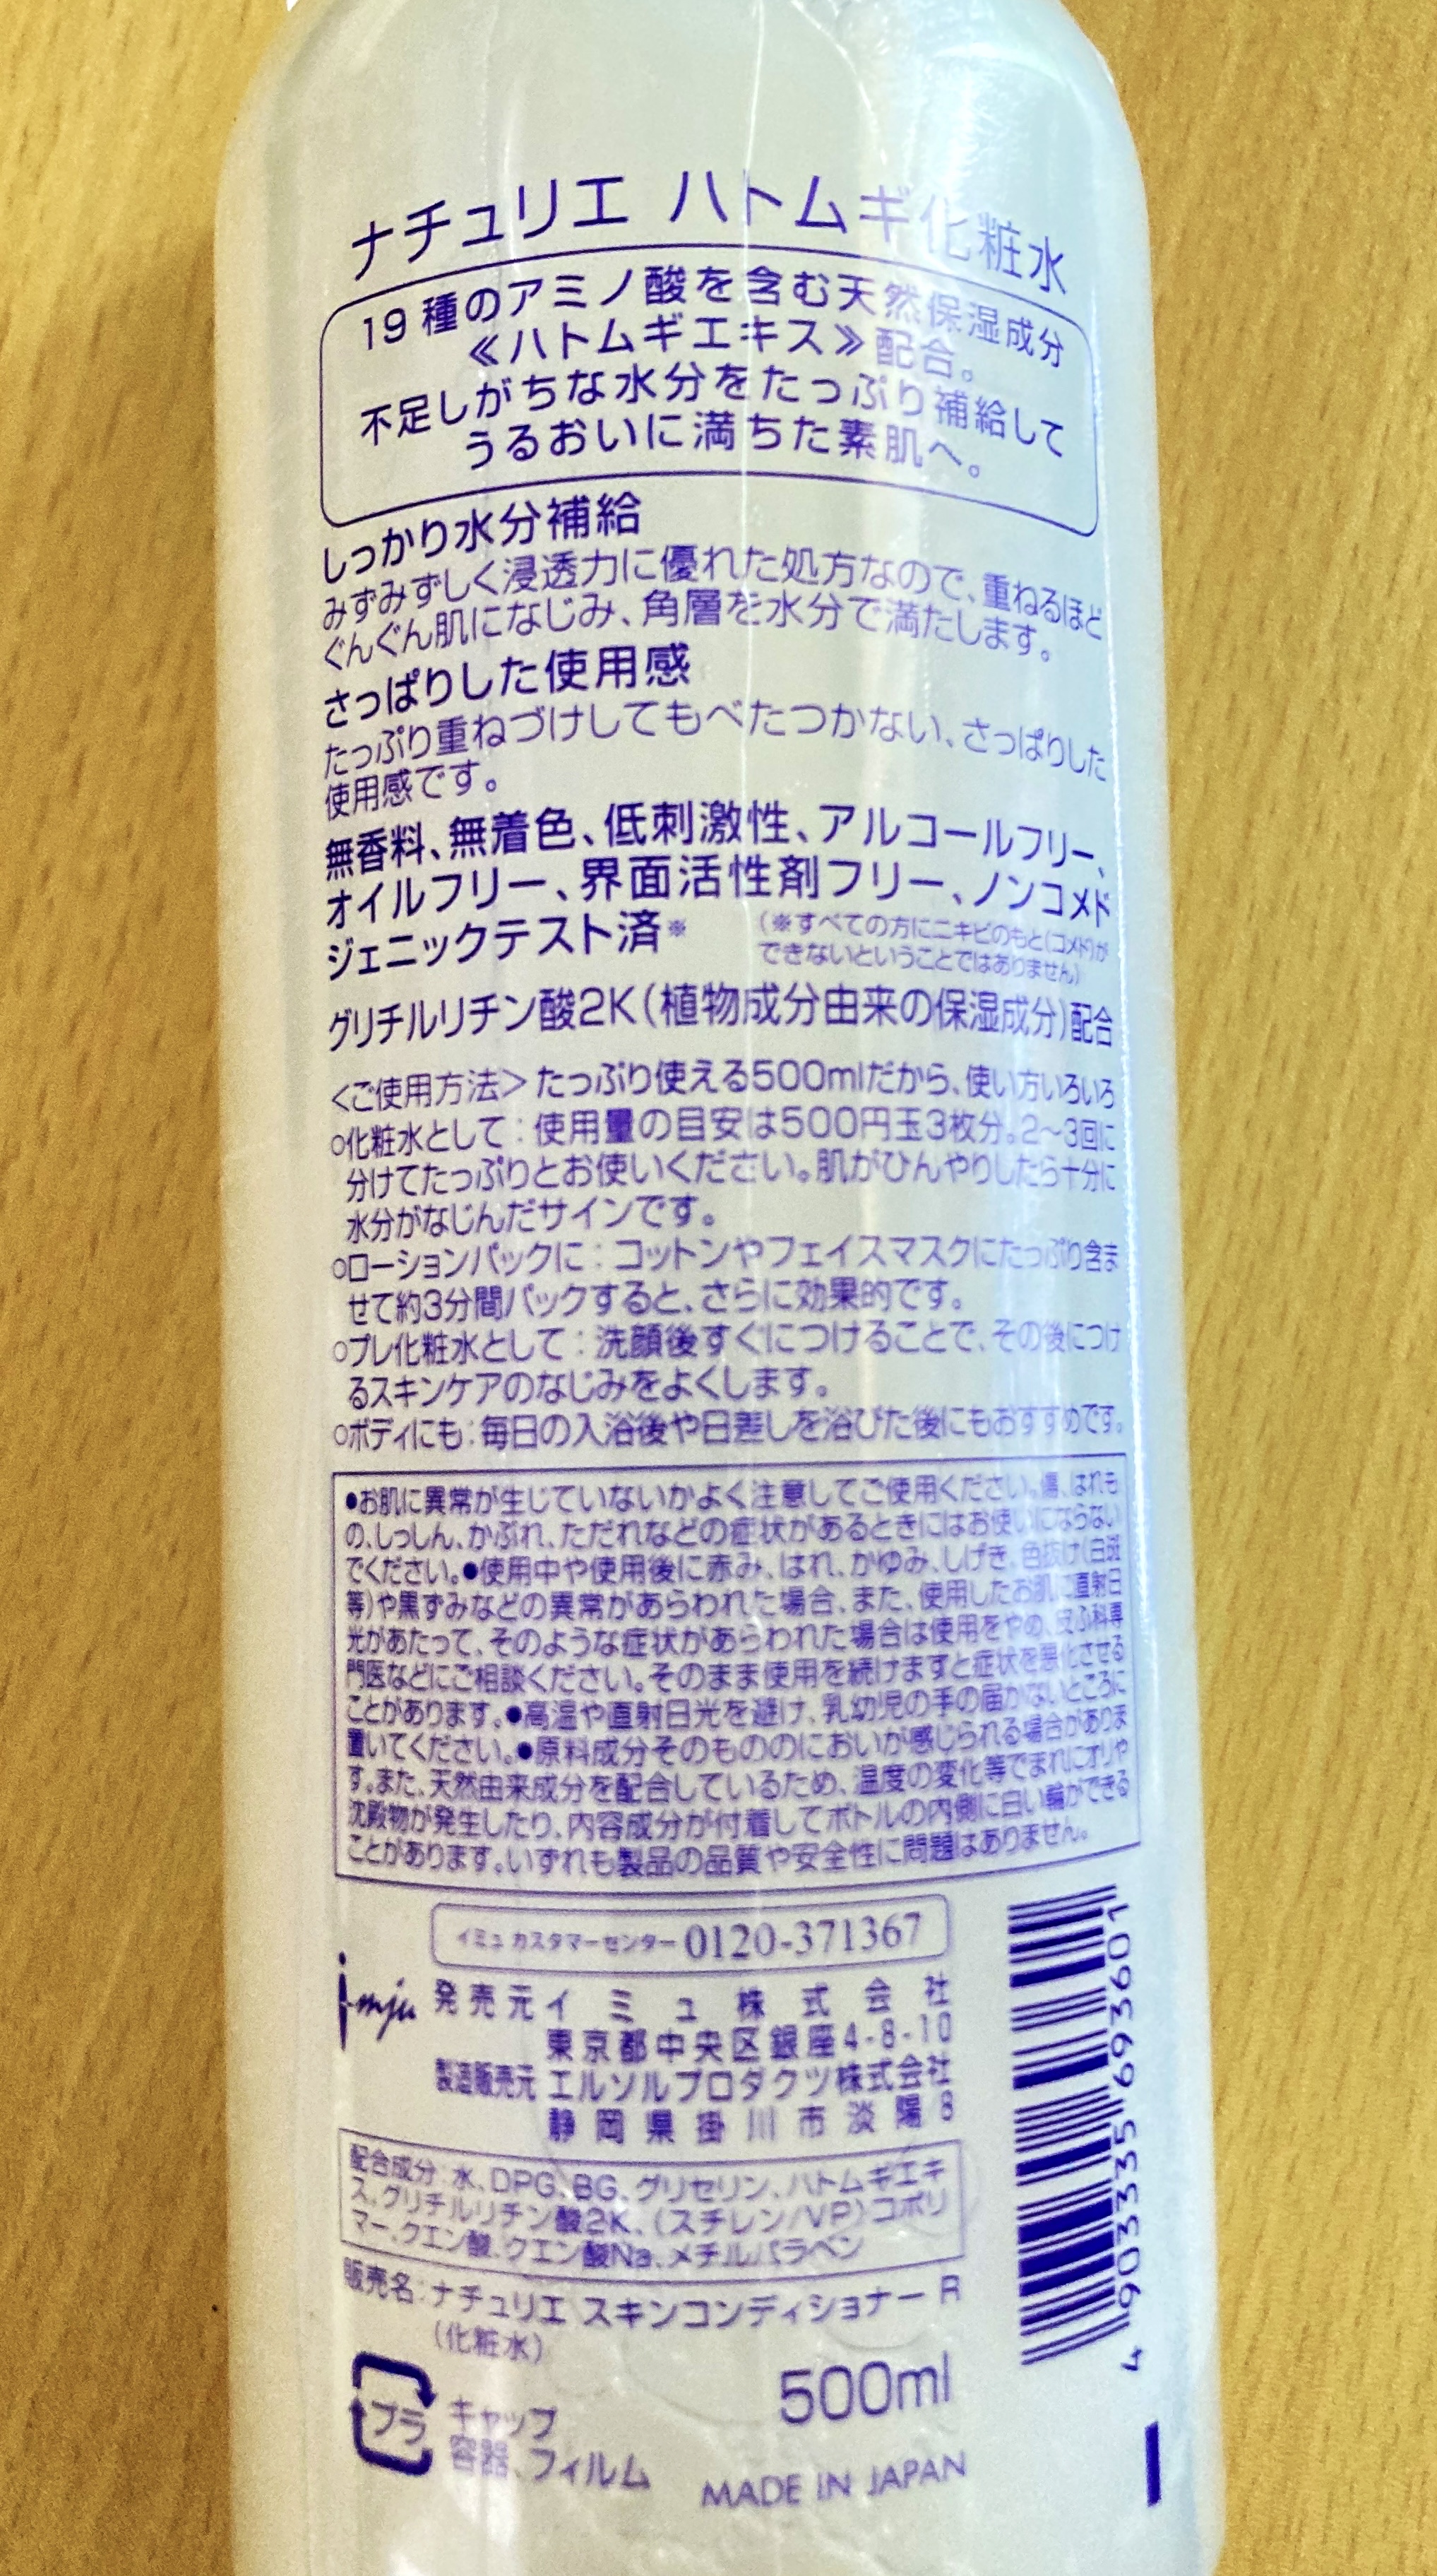 ナチュリエ ハトムギ化粧水
19種のアミノ酸を含む天然保湿成分
≪ハトムギエキス≫配合。
不足しがちな水分をたっぷり補給して
うるおいに満ちた素肌へ。
しっかり水分補給
みずみずしく浸透力に優れた処方なので、重ねるほど
ぐんぐん肌になじみ、角層を水分で満たします。
さっぱりした使用感
たっぷり重ねづけしてもべたつかない、さっぱりした
使用感です。
無香料、無着色、低刺激性、アルコールフリー、
オイルフリー、界面活性剤フリー、ノンコメド
ジェニックテスト済※
(※すべての方にニキビのもと(コメド)が
できないということではありません)
グリチルリチン酸2K(植物成分由来の保湿成分)配合
<ご使用方法>たっぷり使える500mlだから、使い方いろいろ
○化粧水として：使用量の目安は500円玉3枚分。2〜3回に
分けてたっぷりとお使いください。肌がひんやりしたら十分に
水分がなじんだサインです。
○ローションパックに：コットンやフェイスマスクにたっぷり含ま
せて約3分間パックすると、さらに効果的です。
○プレ化粧水として：洗顔後すぐにつけることで、その後につけ
るスキンケアのなじみをよくします。
○ボディにも：毎日の入浴後や日差しを浴びた後にもおすすめです。
●お肌に異常が生じていないかよく注意してご使用ください。傷、はれも
の、しっしん、かぶれ、ただれなどの症状があるときにはお使いにならない
でください。●使用中や使用後に赤み、はれ、かゆみ、しげき、色抜け(白斑
等)や黒ずみなどの異常があらわれた場合、また、使用したお肌に直射日
光があたって、そのような症状があらわれた場合は使用をやめ、皮ふ科専
門医などにご相談ください。そのまま使用を続けますと症状を悪化させる
ことがあります。●高温や直射日光を避け、乳幼児の手の届かないところに
置いてください。●原料成分そのもののにおいが感じられる場合がありま
す。また、天然由来成分を配合しているため、温度の変化等でまれにオリや
沈殿物が発生したり、内容成分が付着してボトルの内側に白い輪ができる
ことがあります。いずれも製品の品質や安全性に問題はありません。
イミュ カスタマーセンター 0120-371367
imju
発売元 イミュ株式会社
東京都中央区銀座4-8-10
製造販売元 エルソルプロダクツ株式会社
静岡県掛川市淡陽8
配合成分：水、DPG、BG、グリセリン、ハトムギエキ
ス、グリチルリチン酸2K、(スチレン/VP)コポリ
マー、クエン酸、クエン酸Na、メチルパラベン
販売名：ナチュリエ スキンコンディショナー R
(化粧水)
プラ
キャップ
容器、フィルム
500ml
MADE IN JAPAN
4903335693601